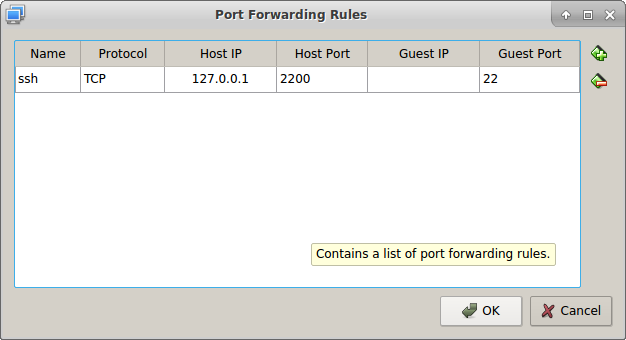 Port Forwarding Rules
Name Protocol Host IP Host Port Guest IP Guest Port
ssh TCP 127.0.0.1 2200 22
Contains a list of port forwarding rules.
OK Cancel